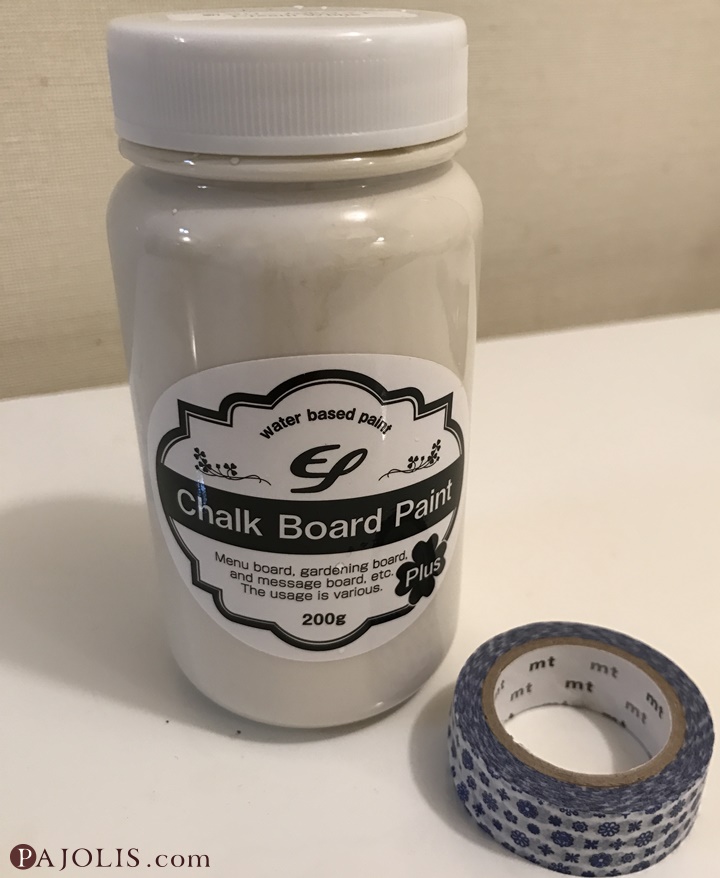 water based paint
Chalk Board Paint
Menu board, gardening board,
and message board, etc.
The usage is various.
Plus
200g
mt mt
mt mt mt mt
PAJOLIS.com